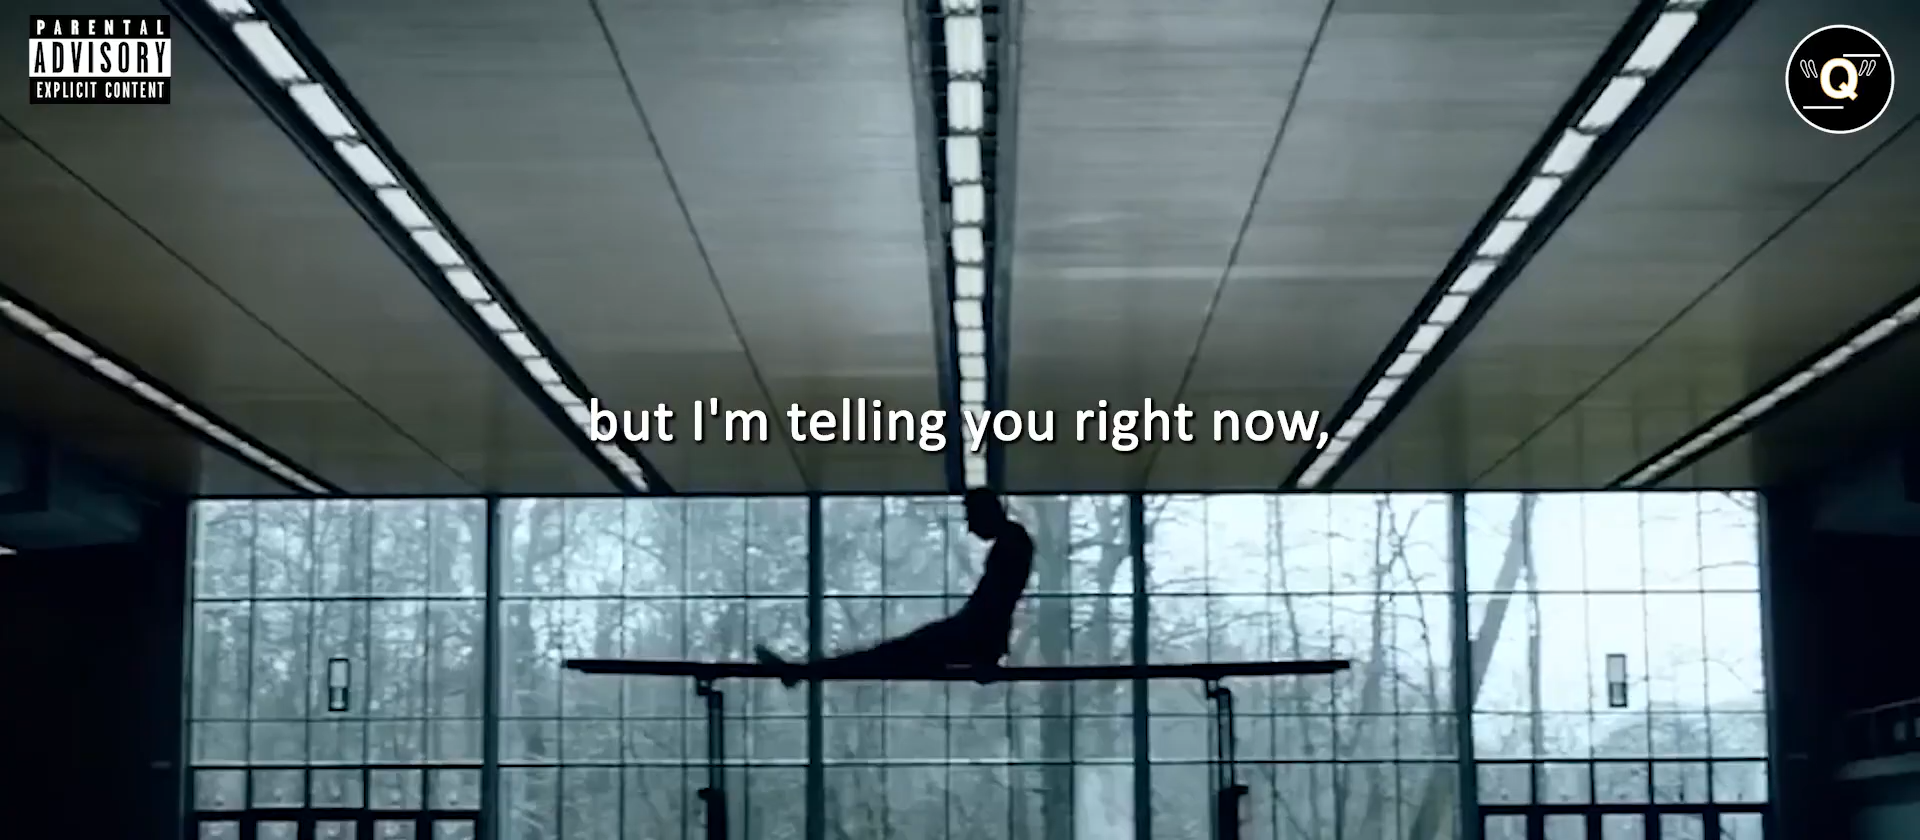 PARENTAL
ADVISORY
EXPLICIT CONTENT
"Q"
but I'm telling you right now,